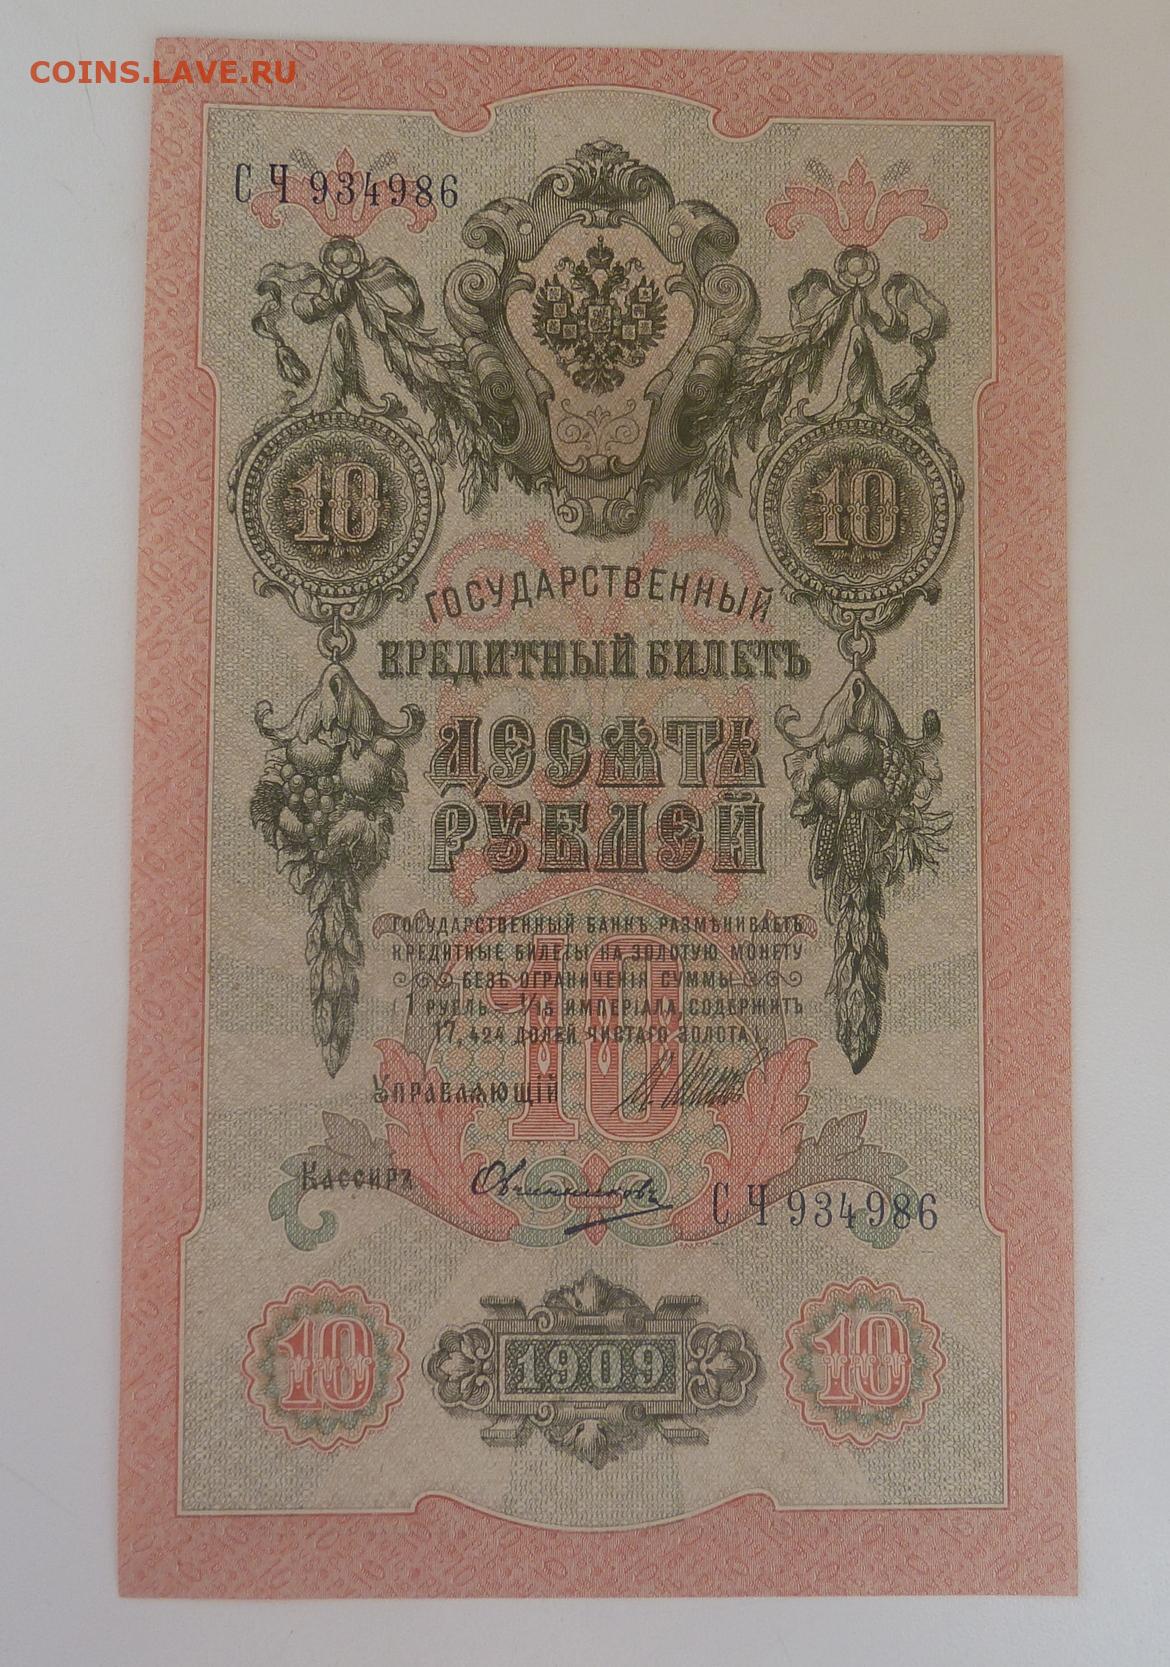 COINS.LAVE.RU
СЧ 934986
10 10
ГОСУДАРСТВЕННЫЙ
КРЕДИТНЫЙ БИЛЕТЪ
ДЕСЯТЬ
РУБЛЕЙ
ГОСУДАРСТВЕННЫЙ БАНКЪ РАЗМѢНИВАЕТЪ
КРЕДИТНЫЕ БИЛЕТЫ НА ЗОЛОТУЮ МОНЕТУ
БЕЗЪ ОГРАНИЧЕНІЯ СУММЫ
(1 РУБЛЬ = 1/15 ИМПЕРІАЛА, СОДЕРЖИТЪ
17,424 ДОЛЕЙ ЧИСТАГО ЗОЛОТА)
10
УПРАВЛЯЮЩІЙ
КАССИРЪ Овчинниковъ
СЧ 934986
10 1909 10